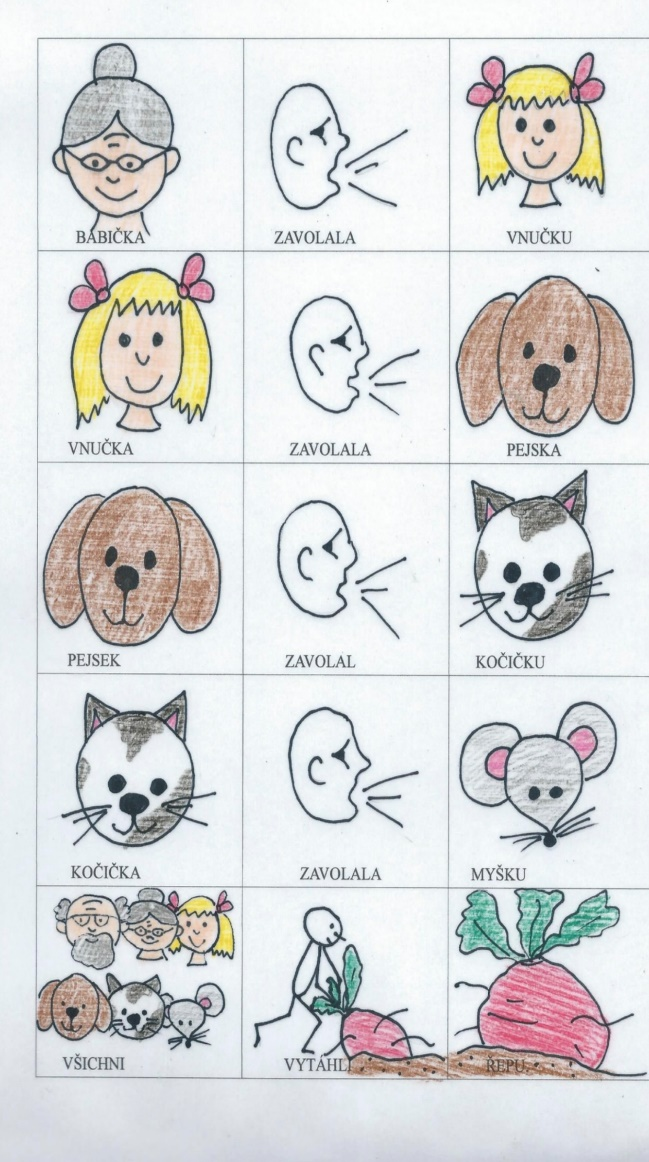 BABIČKA ZAVOLALA VNUČKU
VNUČKA ZAVOLALA PEJSKA
PEJSEK ZAVOLAL KOČIČKU
KOČIČKA ZAVOLALA MYŠKU
VŠICHNI VYTÁHLI ŘEPU